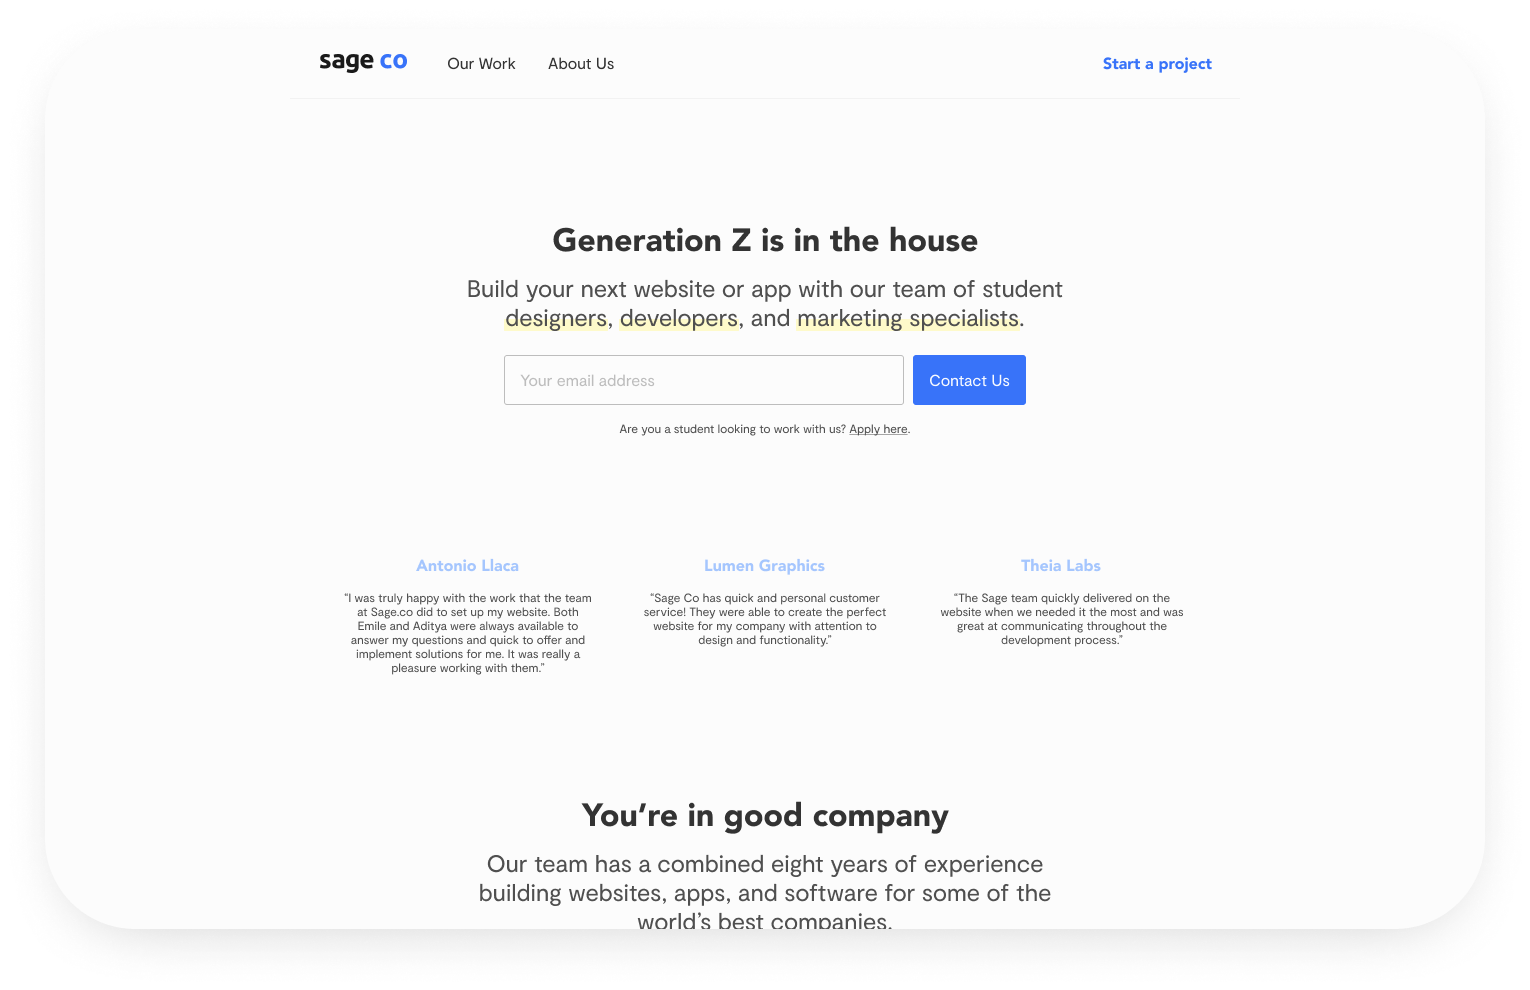 sage co
Our Work
About Us
Start a project
Generation Z is in the house
Build your next website or app with our team of student
designers, developers, and marketing specialists.
Your email address
Contact Us
Are you a student looking to work with us? Apply here.
Antonio Llaca
"I was truly happy with the work that the team
at Sage.co did to set up my website. Both
Emile and Aditya were always available to
answer my questions and quick to offer and
implement solutions for me. It was really a
pleasure working with them."
Lumen Graphics
"Sage Co has quick and personal customer
service! They were able to create the perfect
website for my company with attention to
design and functionality."
Theia Labs
"The Sage team quickly delivered on the
website when we needed it the most and was
great at communicating throughout the
development process."
You’re in good company
Our team has a combined eight years of experience
building websites, apps, and software for some of the
world’s best companies.